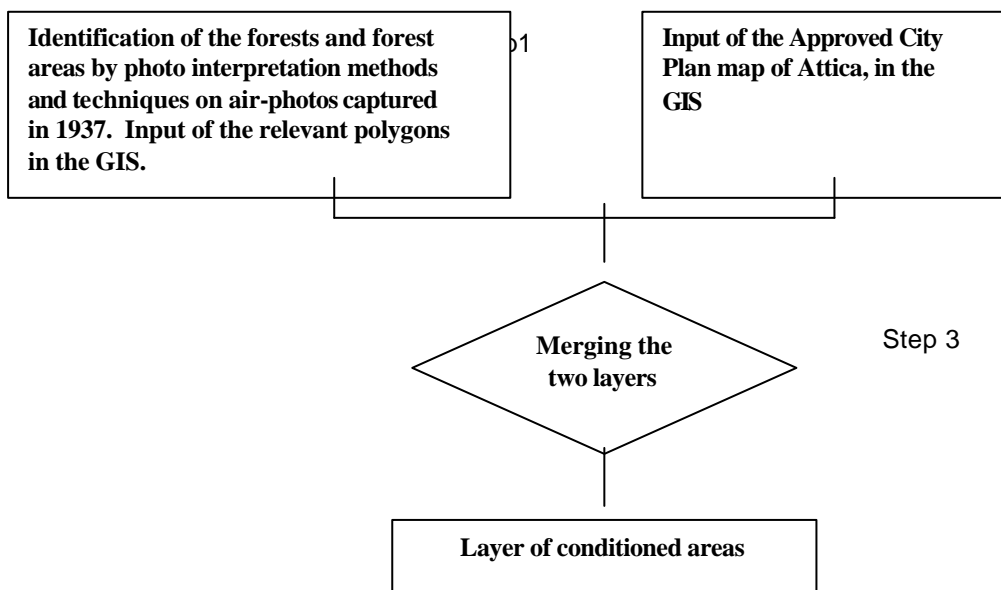 Identification of the forests and forest
areas by photo interpretation methods
and techniques on air-photos captured
in 1937.  Input of the relevant polygons
in the GIS.
Input of the Approved City
Plan map of Attica, in the
GIS
Merging the
two layers
Step 3
Layer of conditioned areas